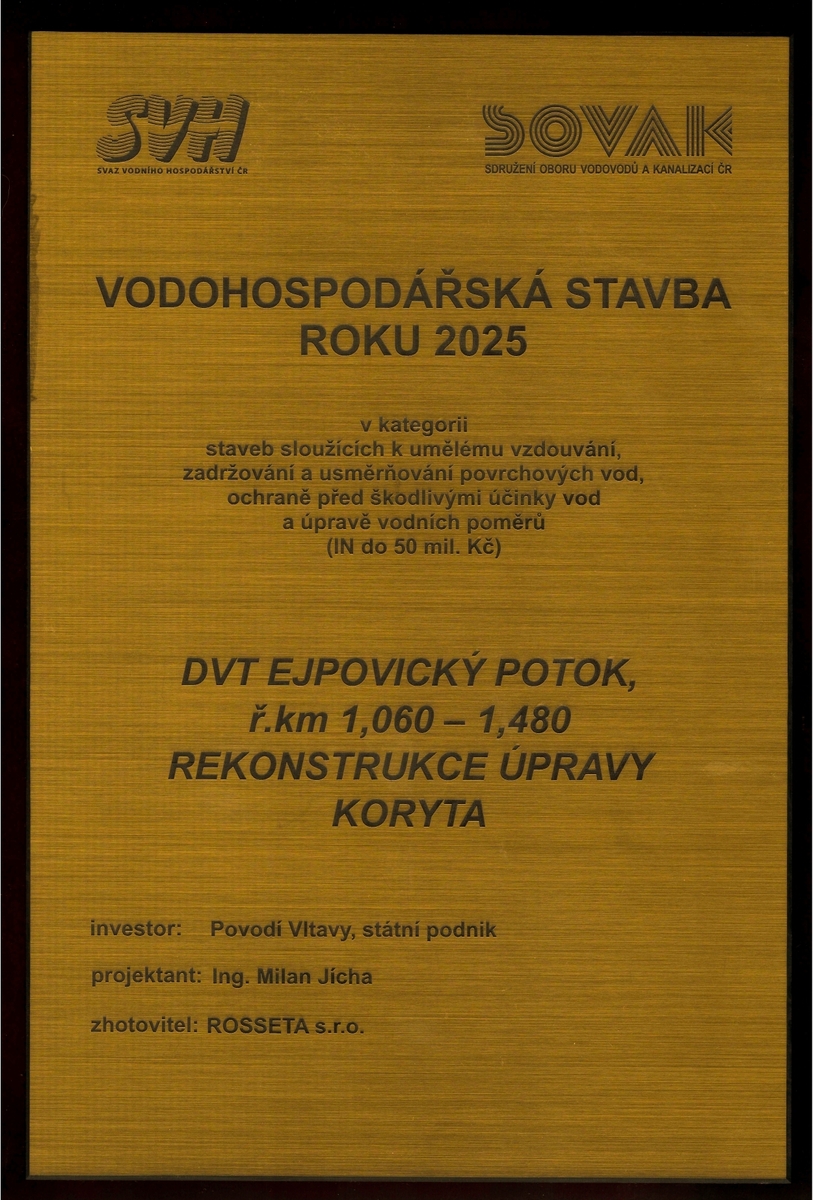 SVH
SVAZ VODNÍHO HOSPODÁŘSTVÍ ČR
SOVAK
SDRUŽENÍ OBORU VODOVODŮ A KANALIZACÍ ČR
VODOHOSPODÁŘSKÁ STAVBA
ROKU 2025
v kategorii
staveb sloužících k umělému vzdouvání,
zadržování a usměrňování povrchových vod,
ochraně před škodlivými účinky vod
a úpravě vodních poměrů
(IN do 50 mil. Kč)
DVT EJPOVICKÝ POTOK,
ř.km 1,060 – 1,480
REKONSTRUKCE ÚPRAVY
KORYTA
investor: Povodí Vltavy, státní podnik
projektant: Ing. Milan Jícha
zhotovitel: ROSSETA s.r.o.